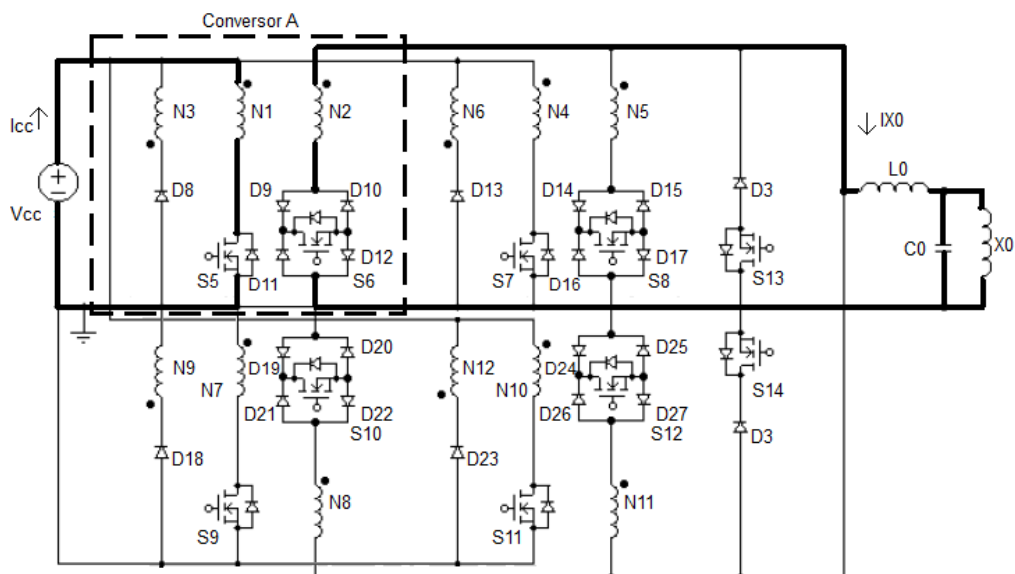 Conversor A
Icc
N3
N1
N2
N6
N4
N5
IX0
L0
Vcc
D8
D9
D10
D13
D14
D15
D3
C0
X0
D12
D17
S13
S5
D11
S6
S7
D16
S8
D20
D25
N9
D19
N12
D24
S14
N7
N10
D21
D22
D26
D27
S10
S12
D3
D18
D23
N8
N11
S9
S11